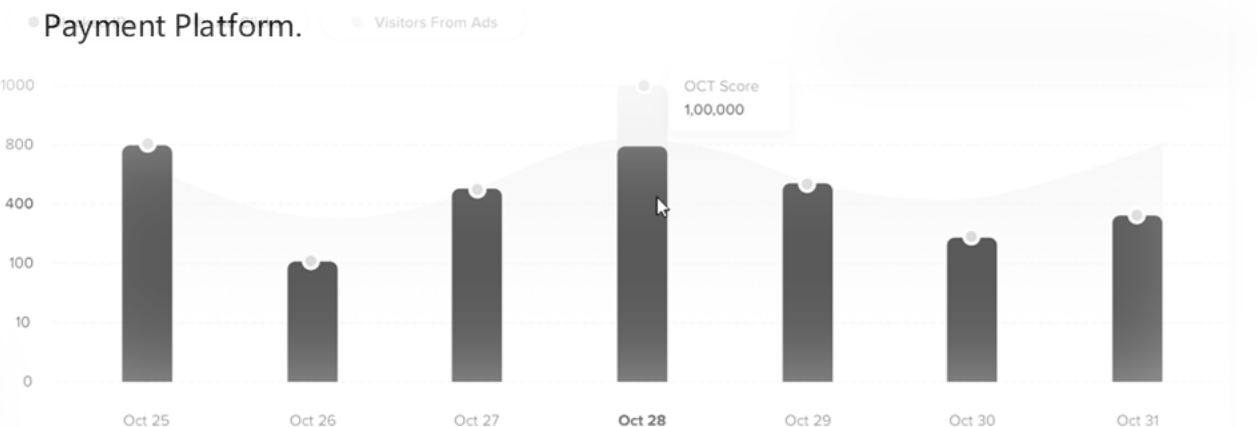 Payment Platform.
Visitors From Ads
1000
OCT Score
1,00,000
800
400
100
10
0
Oct 25 Oct 26 Oct 27 Oct 28 Oct 29 Oct 30 Oct 31